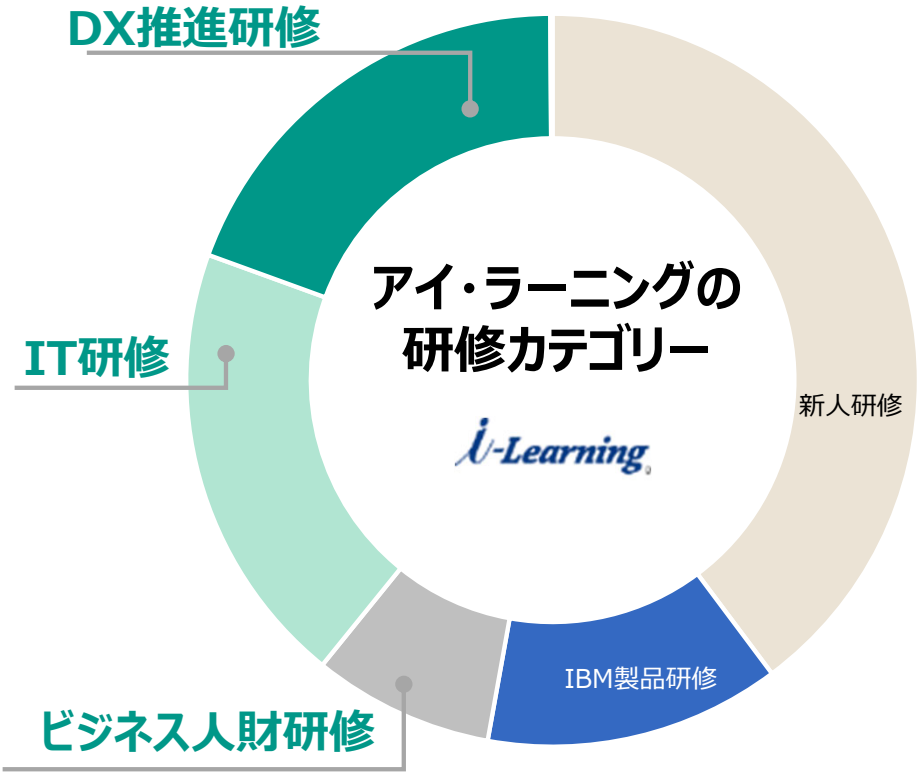 DX推進研修
アイ・ラーニングの
研修カテゴリー
i-Learning
IT研修
新人研修
IBM製品研修
ビジネス人財研修